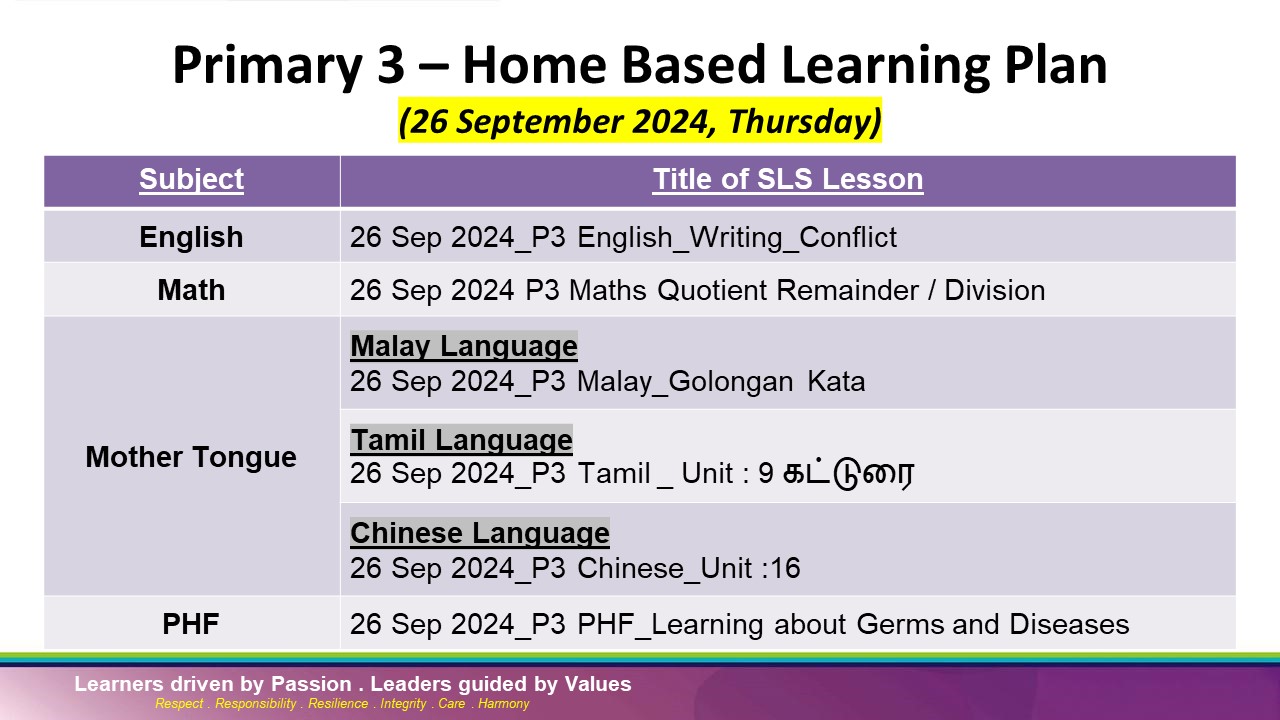 Primary 3 – Home Based Learning Plan
(26 September 2024, Thursday)
Subject
Title of SLS Lesson
English
26 Sep 2024_P3 English_Writing_Conflict
Math
26 Sep 2024 P3 Maths Quotient Remainder / Division
Mother Tongue
Malay Language
26 Sep 2024_P3 Malay_Golongan Kata
Tamil Language
26 Sep 2024_P3 Tamil _ Unit : 9 கட்டுரை
Chinese Language
26 Sep 2024_P3 Chinese_Unit :16
PHF
26 Sep 2024_P3 PHF_Learning about Germs and Diseases
Learners driven by Passion . Leaders guided by Values
Respect . Responsibility . Resilience . Integrity . Care . Harmony